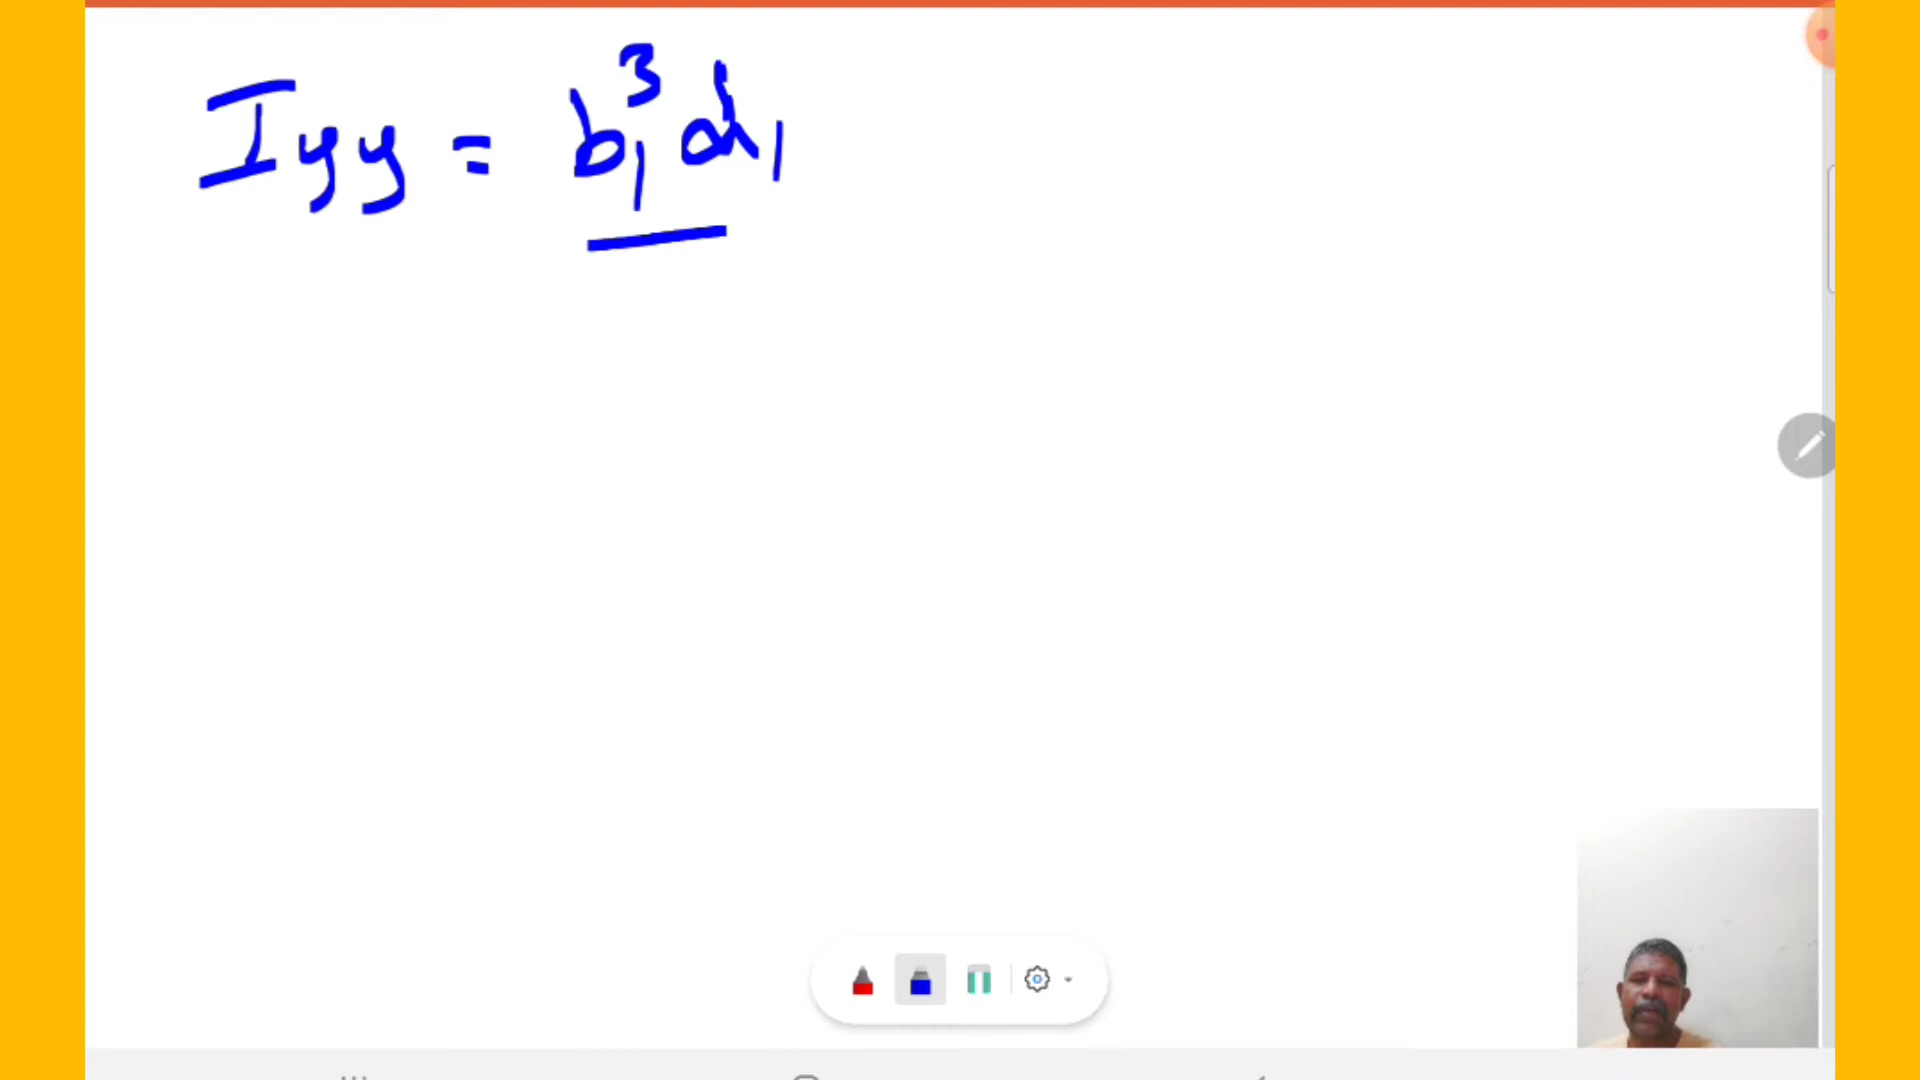 Iyy = b₁³d₁